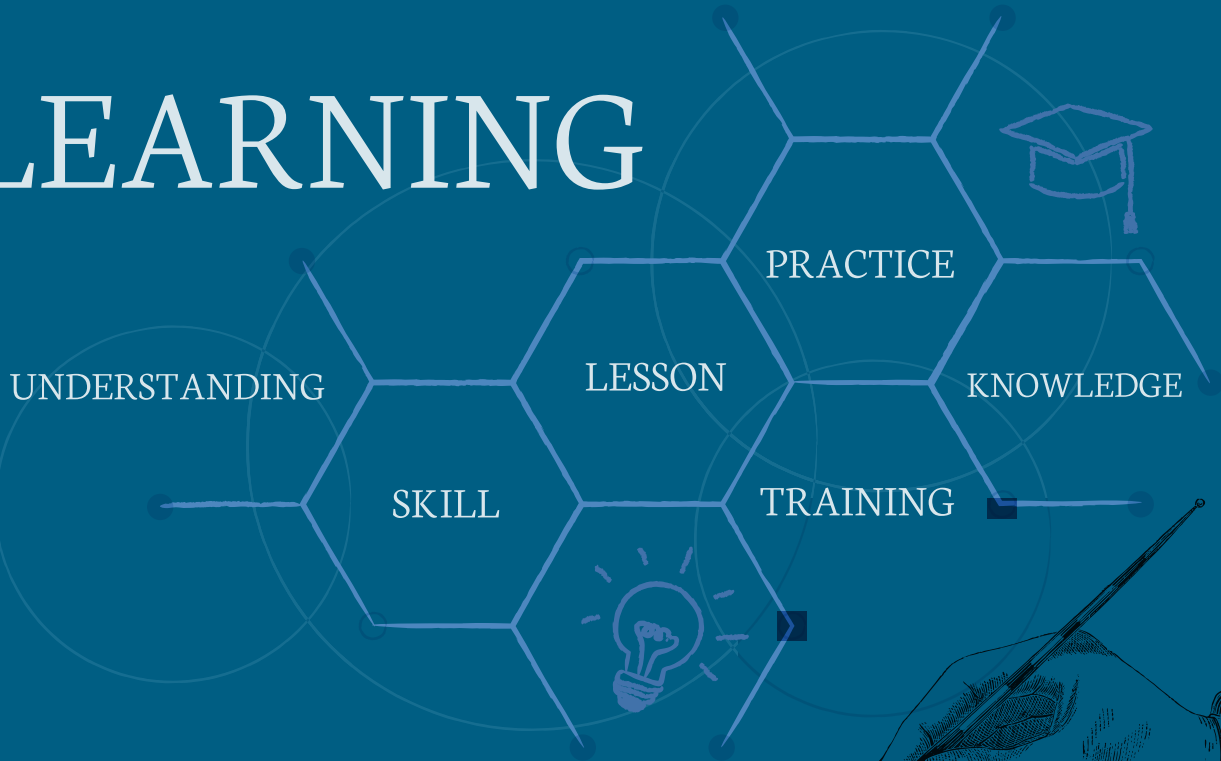 LEARNING
PRACTICE
UNDERSTANDING
LESSON
KNOWLEDGE
SKILL
TRAINING